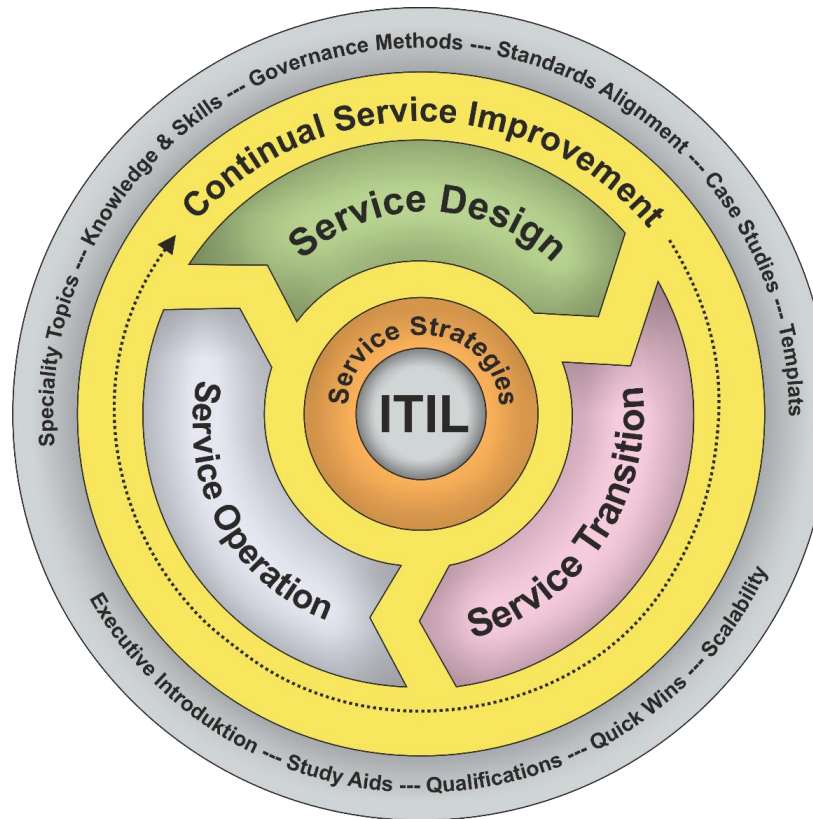 Speciality Topics --- Knowledge & Skills --- Governance Methods --- Standards Alignment --- Case Studies --- Templats
Continual Service Improvement
Service Design
Service Strategies
ITIL
Service Operation
Service Transition
Executive Introduktion --- Study Aids --- Qualifications --- Quick Wins --- Scalability